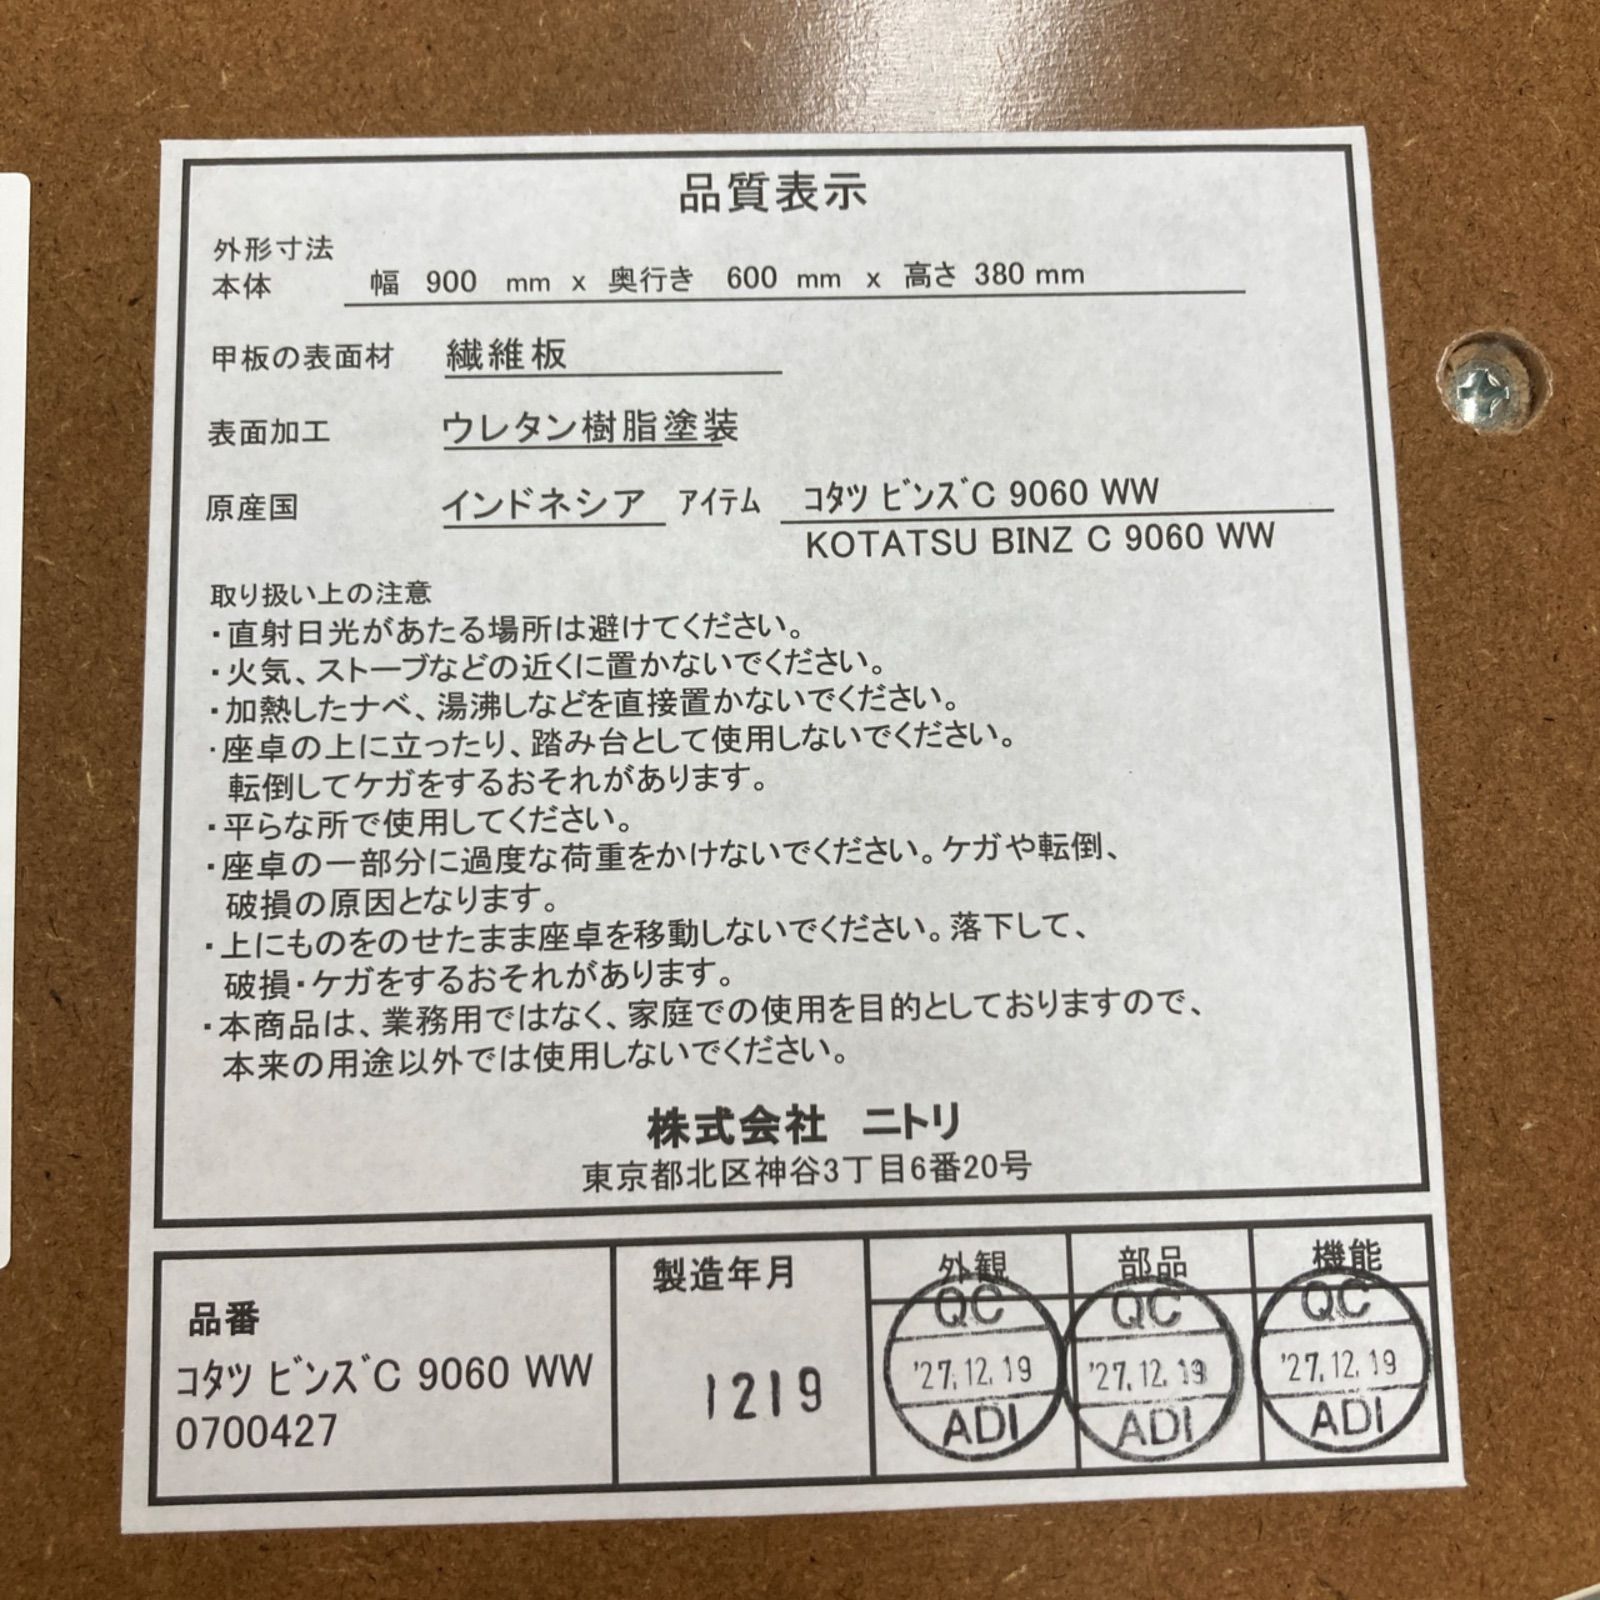 品質表示
外形寸法
本体 幅 900 mm x 奥行き 600 mm x 高さ 380 mm
甲板の表面材 繊維板
表面加工 ウレタン樹脂塗装
原産国 インドネシア アイテム コタツ ビンズC 9060 WW
KOTATSU BINZ C 9060 WW
取り扱い上の注意
・直射日光があたる場所は避けてください。
・火気、ストーブなどの近くに置かないでください。
・加熱したナベ、湯沸しなどを直接置かないでください。
・座卓の上に立ったり、踏み台として使用しないでください。
転倒してケガをするおそれがあります。
・平らな所で使用してください。
・座卓の一部分に過度な荷重をかけないでください。ケガや転倒、
破損の原因となります。
・上にものをのせたまま座卓を移動しないでください。落下して、
破損・ケガをするおそれがあります。
・本商品は、業務用ではなく、家庭での使用を目的としておりますので、
本来の用途以外では使用しないでください。
株式会社 ニトリ
東京都北区神谷3丁目6番20号
品番
コタツ ビンズC 9060 WW
0700427
製造年月
1219
外観
QC
'27.12.19
ADI
部品
QC
'27.12.19
ADI
機能
QC
'27.12.19
ADI